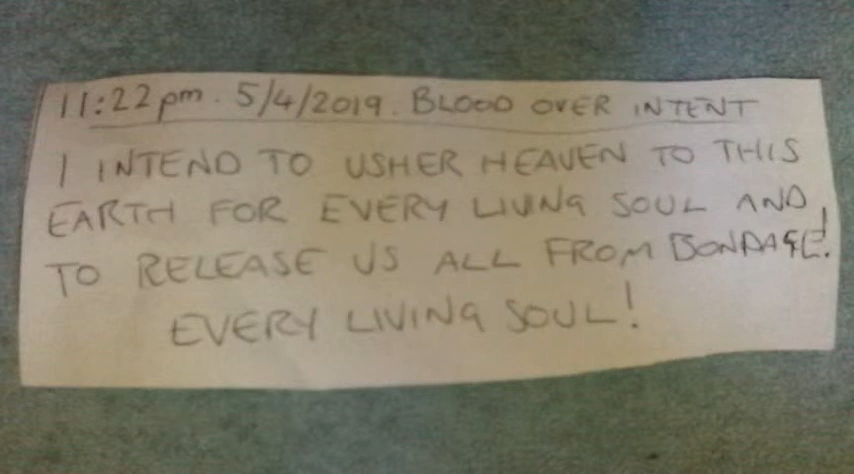 11:22pm. 5/4/2019. BLOOD OVER INTENT
I INTEND TO USHER HEAVEN TO THIS
EARTH FOR EVERY LIVING SOUL AND
TO RELEASE US ALL FROM BONDAGE!
EVERY LIVING SOUL!